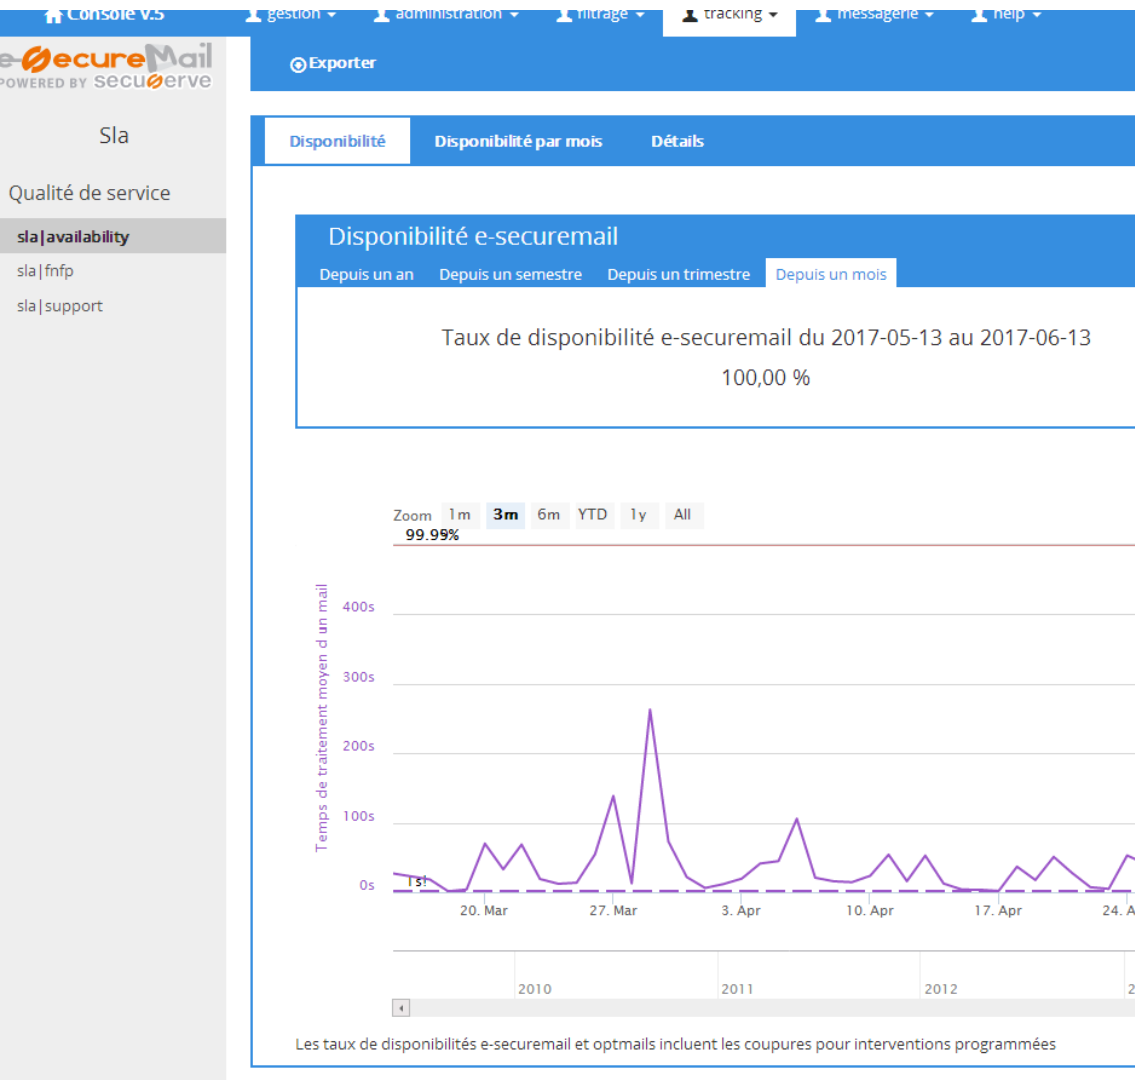 Console V.5 gestion administration filtrage tracking messagerie help
e-SecureMail
POWERED BY secuserve
Exporter
Sla
Disponibilité Disponibilité par mois Détails
Qualité de service
sla|availability
sla|fnfp
sla|support
Disponibilité e-securemail
Depuis un an Depuis un semestre Depuis un trimestre Depuis un mois
Taux de disponibilité e-securemail du 2017-05-13 au 2017-06-13
100,00 %
Zoom 1m 3m 6m YTD 1y All
99.99%
Temps de traitement moyen d un mail
400s
300s
200s
100s
0s
20. Mar 27. Mar 3. Apr 10. Apr 17. Apr 24. A
2010 2011 2012 2
Les taux de disponibilités e-securemail et optmails incluent les coupures pour interventions programmées